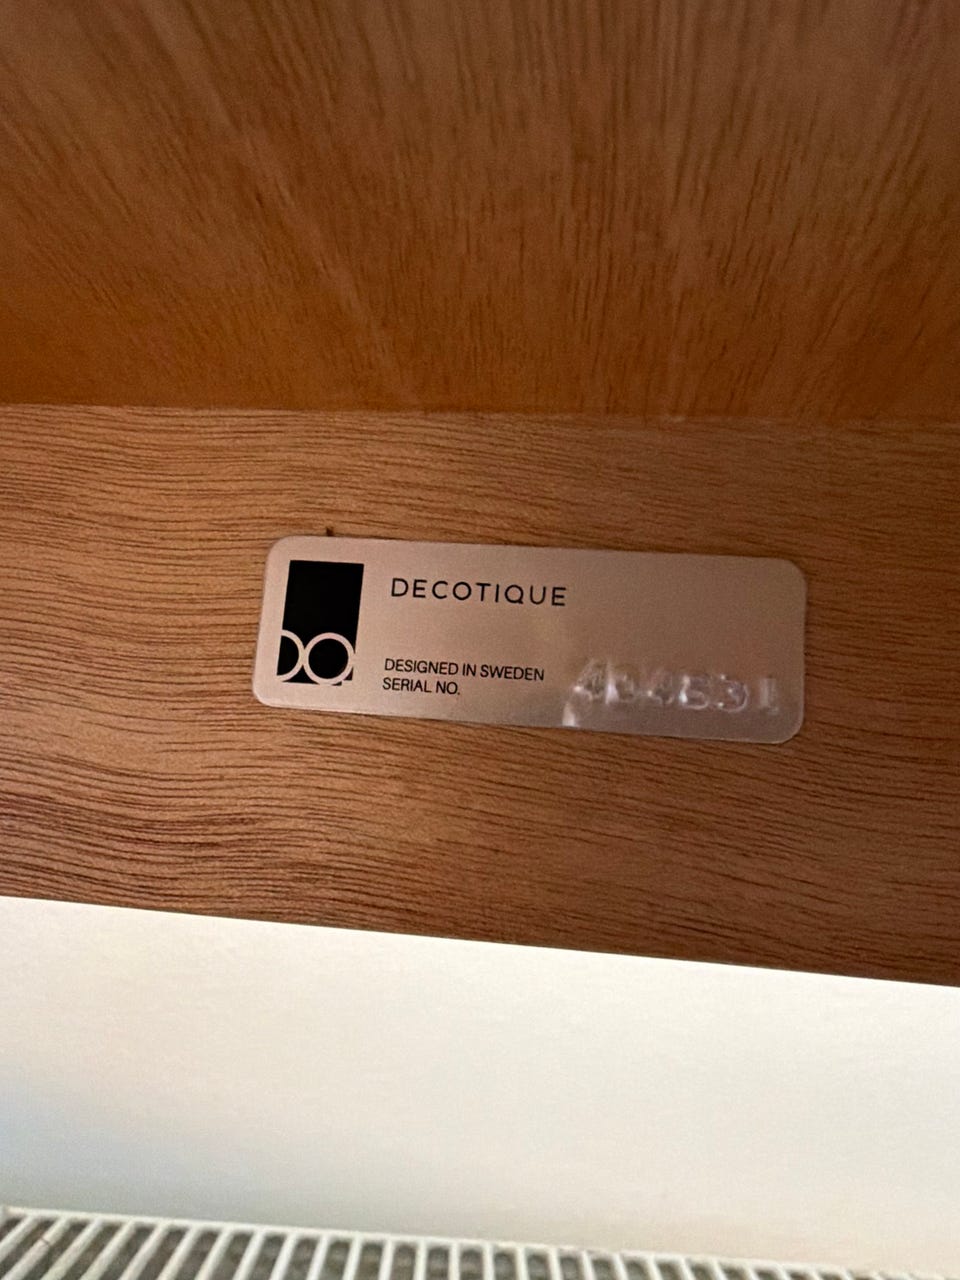 DECOTIQUE
DESIGNED IN SWEDEN
SERIAL NO.